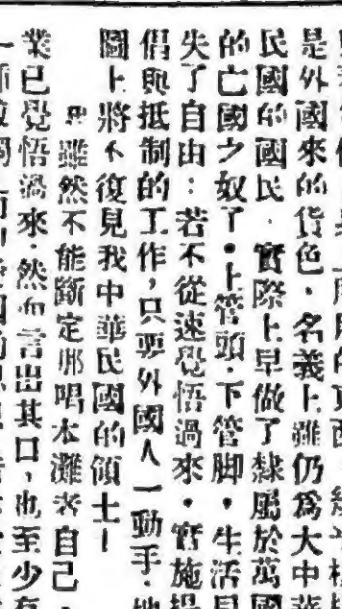 是外國來的貨色．名義上雖仍爲大中華
民國的國民．實際上早做了隸屬於萬國
的亡國之奴了．上管頭．下管脚．生活早
失了自由：若不從速覺悟過來．實施提
倡與抵制的工作，只要外國人一動手．地
圖上將不復見我中華民國的領土！
雖然不能斷定那唱本灘者自己．
業已覺悟過來．然而言出其口，也至少有